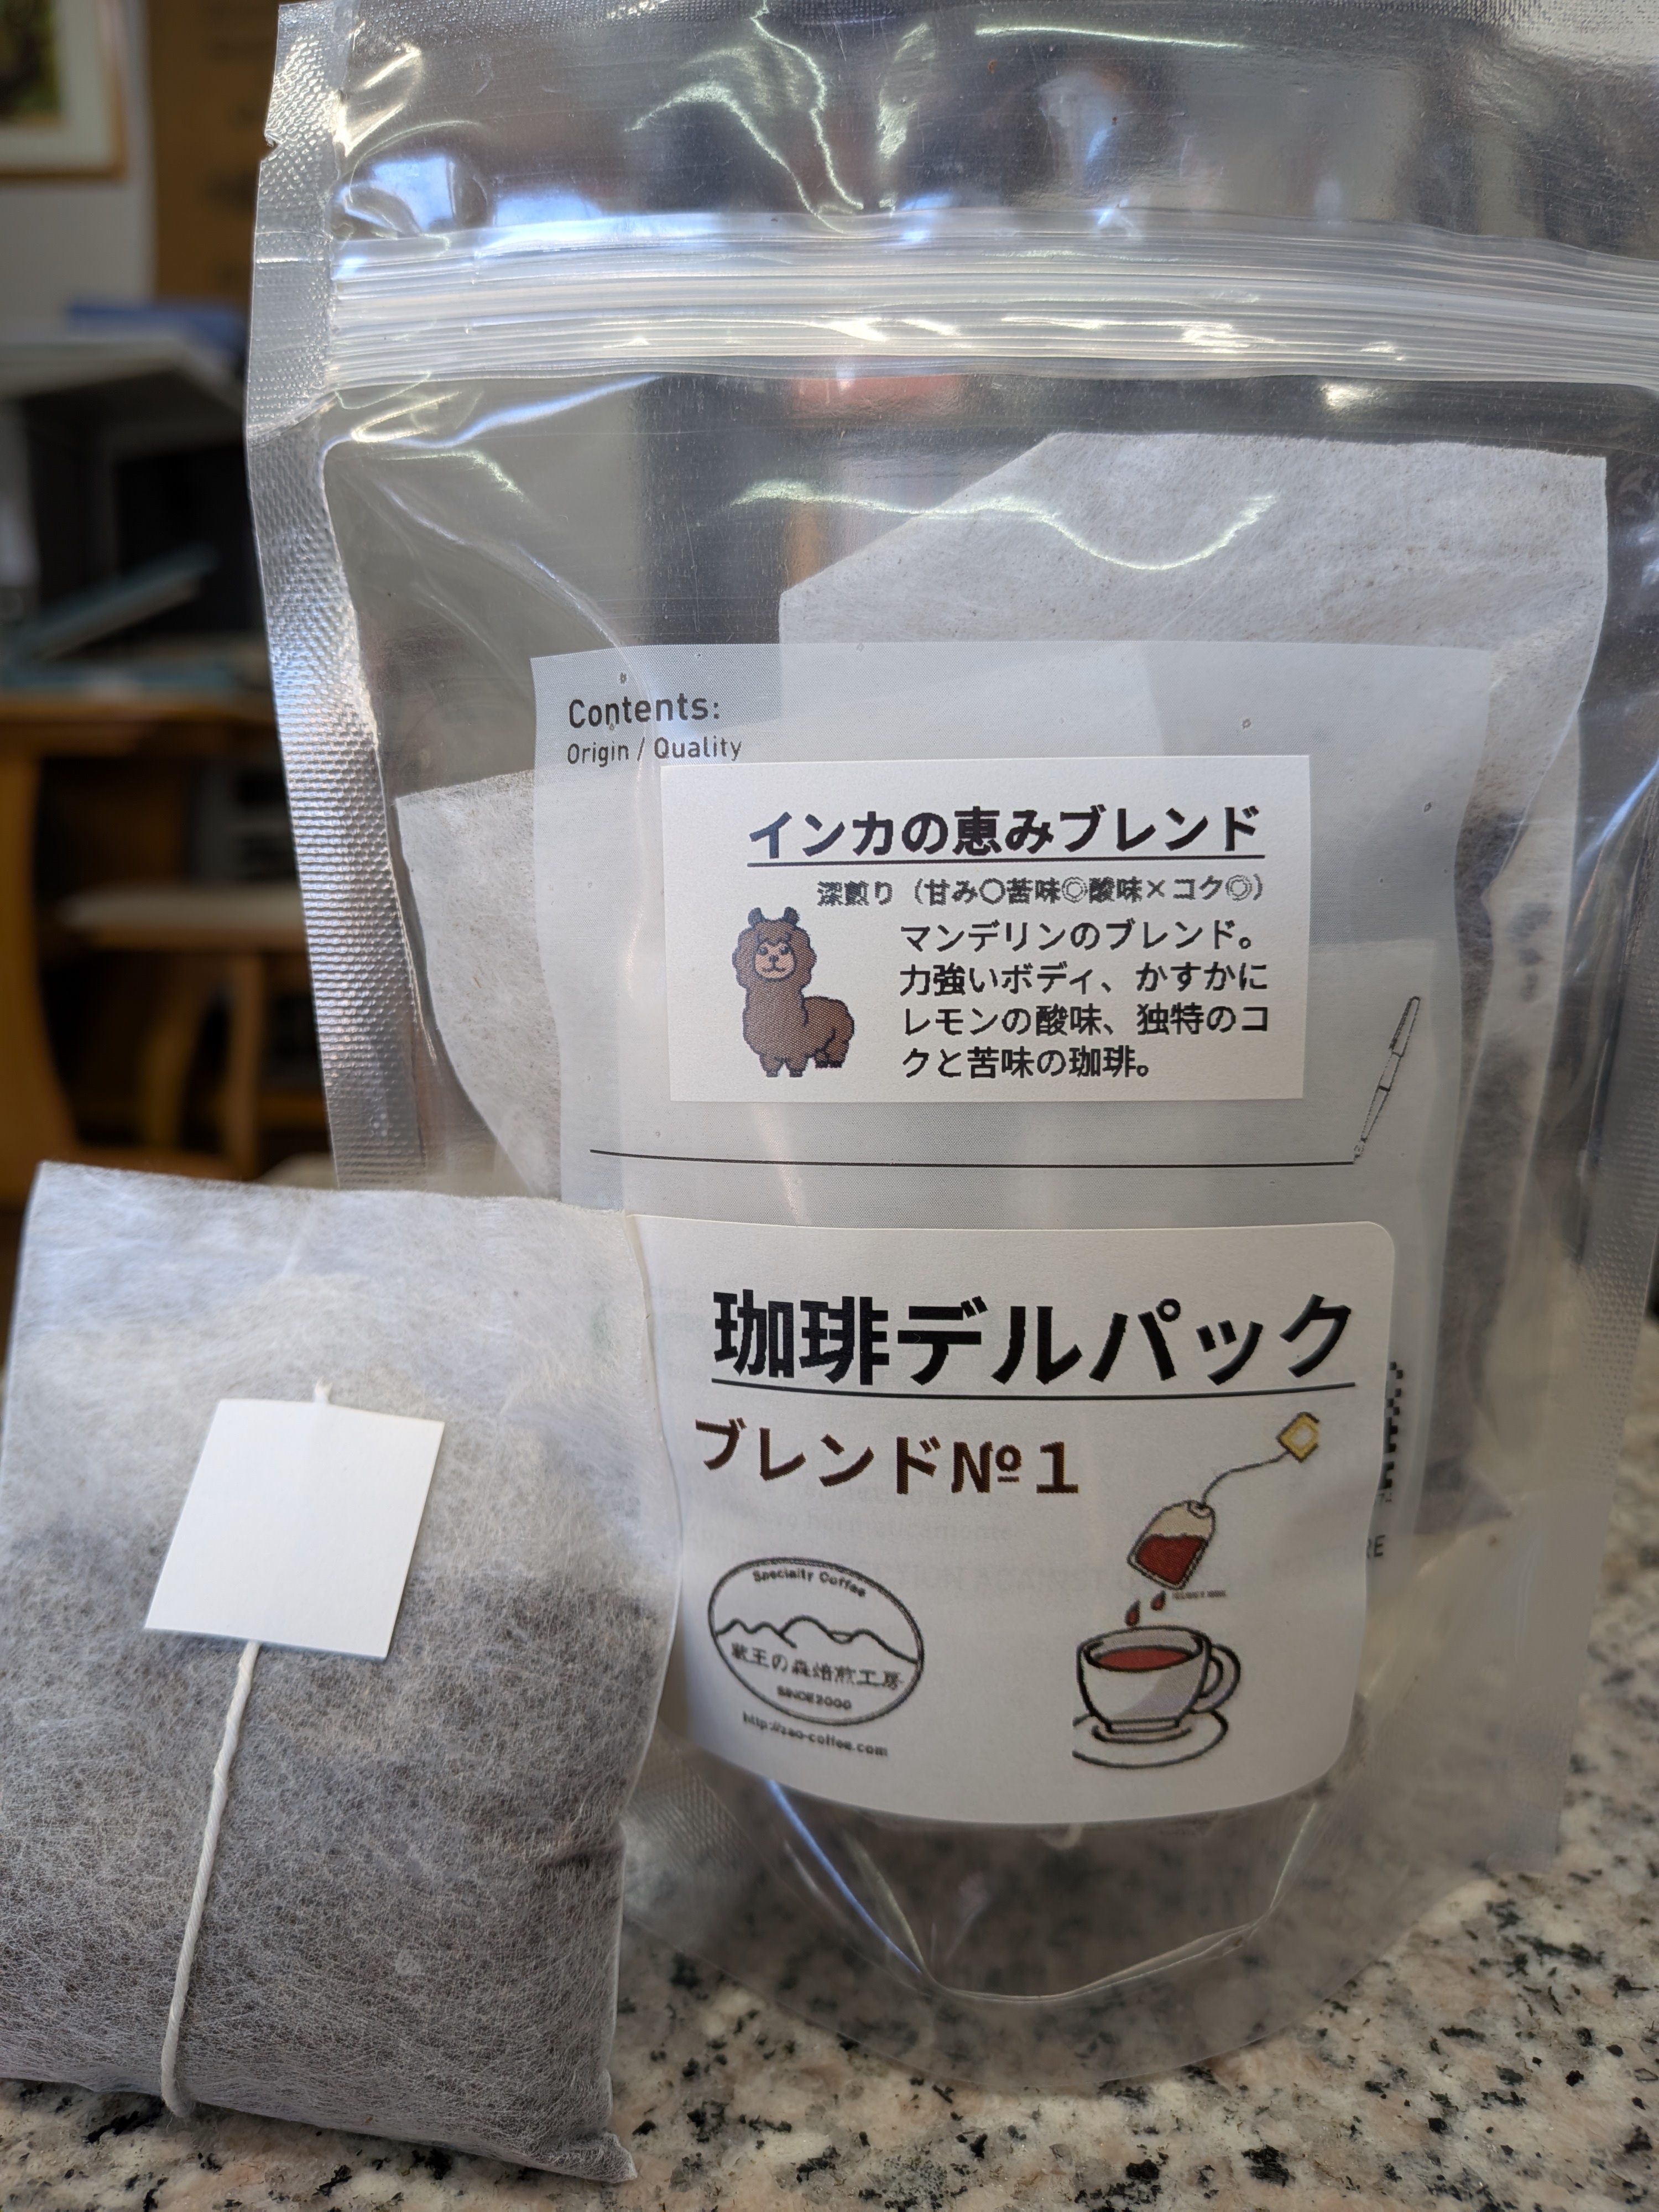 Contents:
Origin / Quality
インカの恵みブレンド
深煎り（甘み〇苦味◎酸味×コク◎）
マンデリンのブレンド。
力強いボディ、かすかに
レモンの酸味、独特のコ
クと苦味の珈琲。
珈琲デルパック
ブレンド№1
Specialty Coffee
蔵王の森焙煎工房
SINCE2000
http://zao-coffee.com